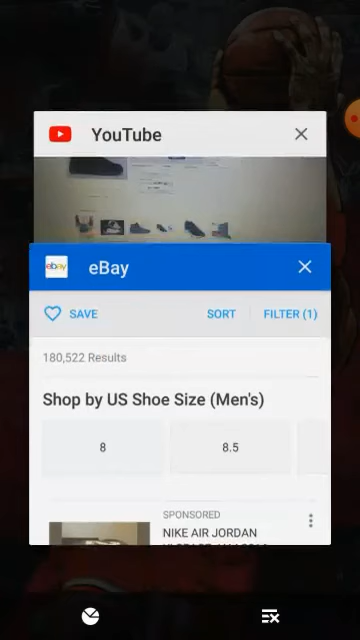 YouTube
ebay
eBay
SAVE
SORT
FILTER (1)
180,522 Results
Shop by US Shoe Size (Men's)
8
8.5
SPONSORED
NIKE AIR JORDAN